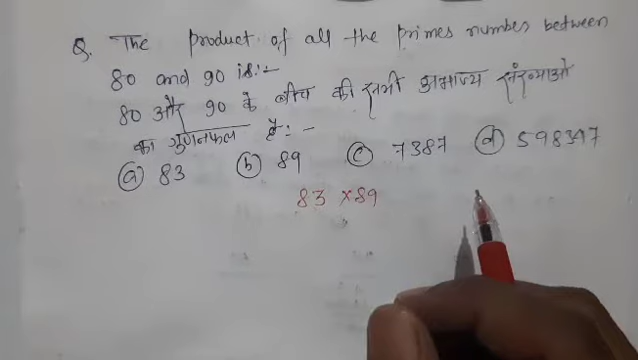 Q. The product of all the primes number between
80 and 90 is:-
80 और 90 के बीच की सभी अभाज्य संख्याओ
का गुणनफल है:-
(a) 83 (b) 89 (c) 7387 (d) 598347
83 × 89